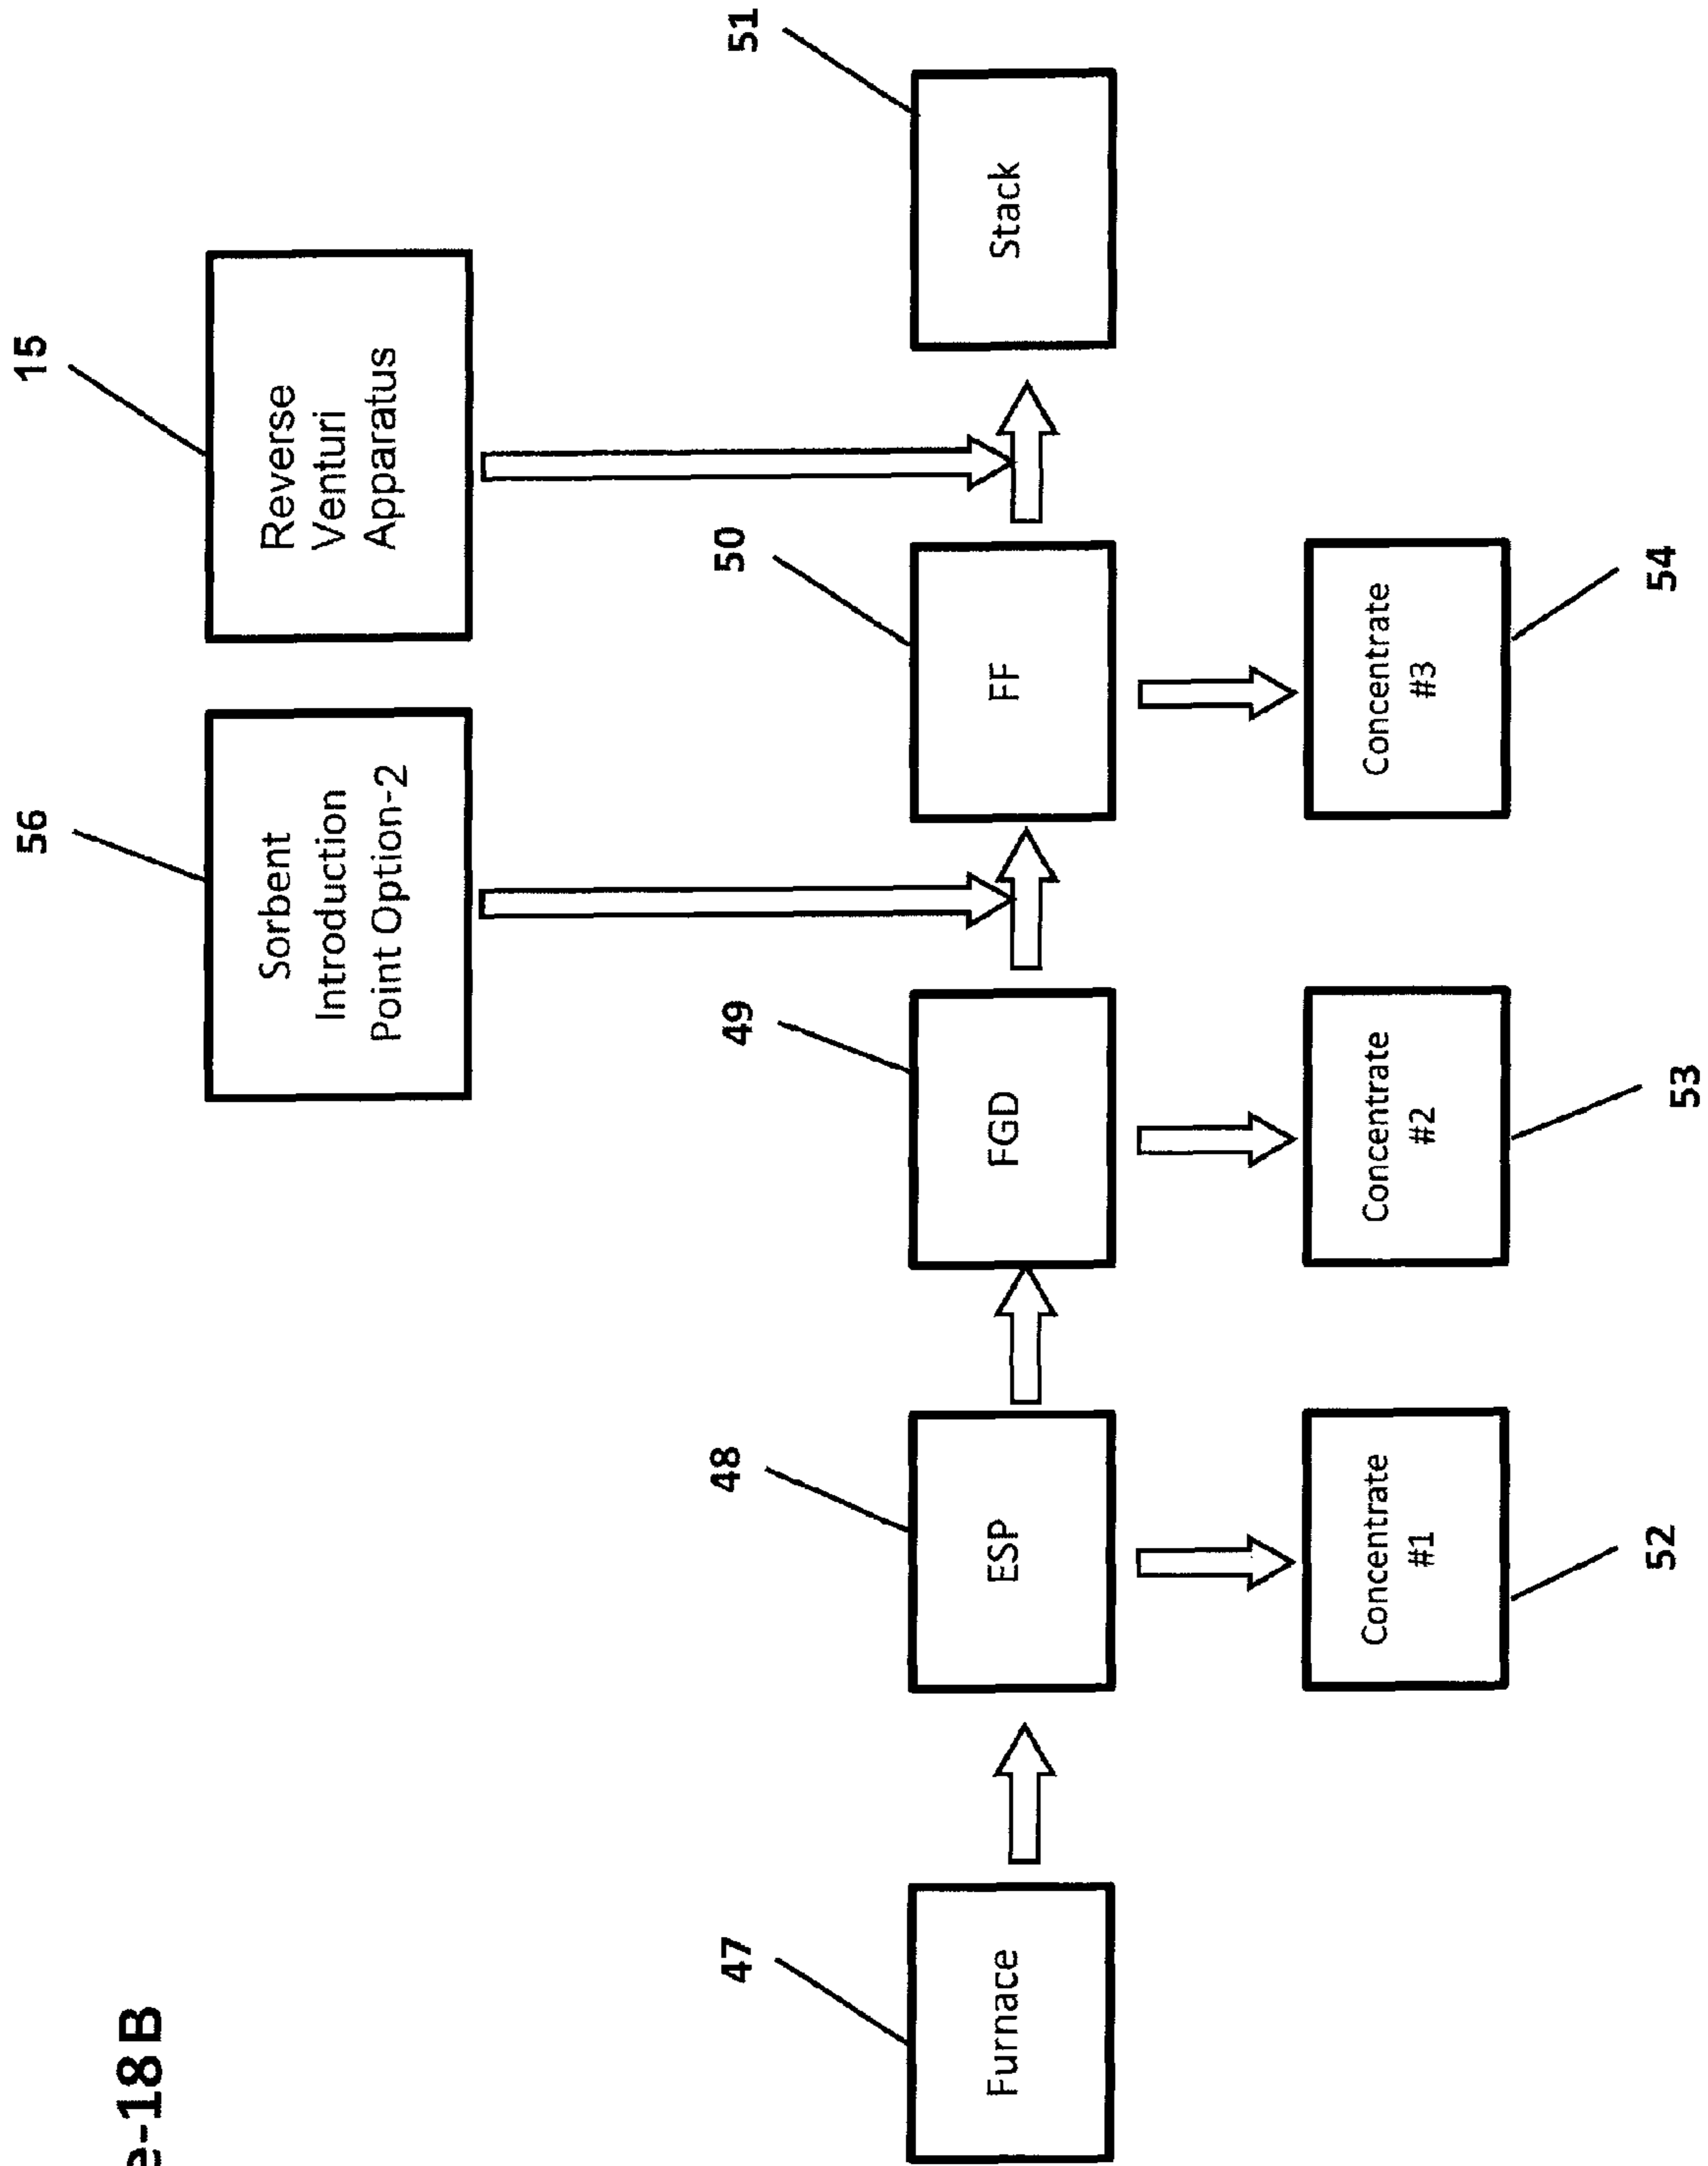 e-18B
56
15
Sorbent
Introduction
Point Option-2
Reverse
Venturi
Apparatus
47
48
49
50
51
Furnace
ESP
FGD
FF
Stack
Concentrate
#1
Concentrate
#2
Concentrate
#3
52
53
54